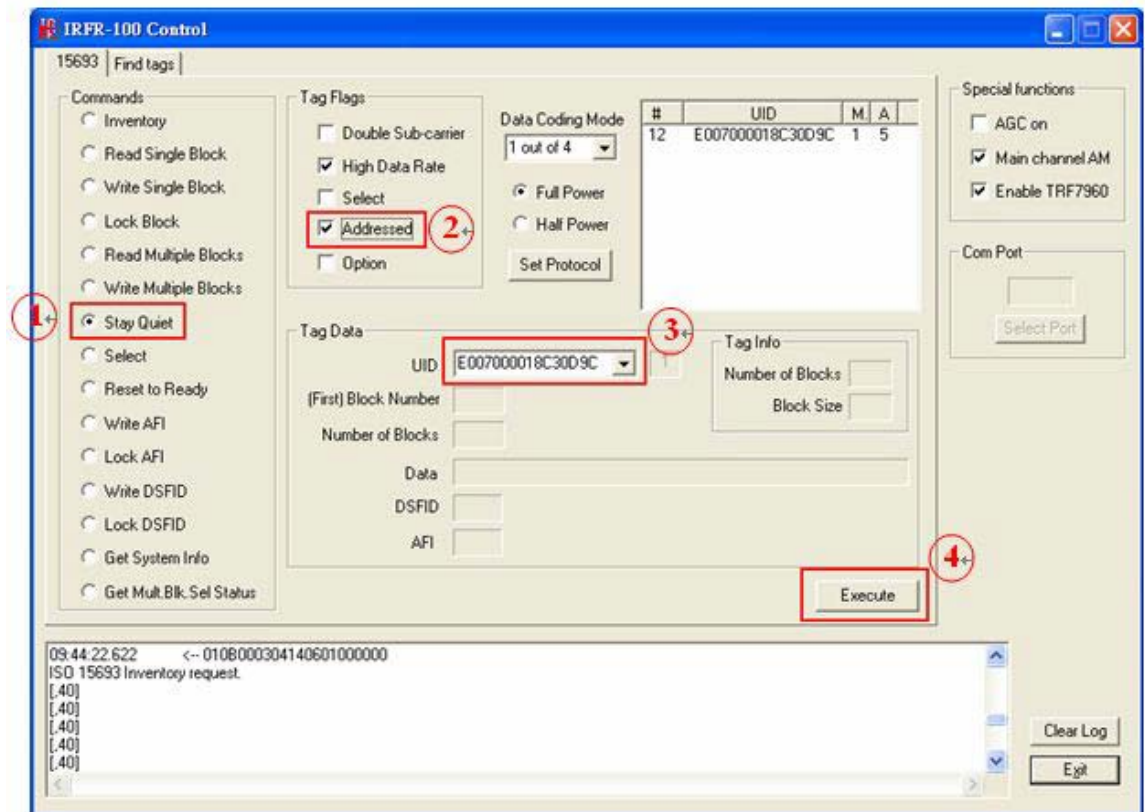 IRFR-100 Control
15693 Find tags
Commands
Inventory
Read Single Block
Write Single Block
Lock Block
Read Multiple Blocks
Write Multiple Blocks
1
Stay Quiet
Select
Reset to Ready
Write AFI
Lock AFI
Write DSFID
Lock DSFID
Get System Info
Get Mult.Blk.Sel Status
Tag Flags
Double Sub-carrier
High Data Rate
Select
Addressed
2
Option
Data Coding Mode
1 out of 4
Full Power
Half Power
Set Protocol
# UID M. A
12 E007000018C30D9C 1 5
Special functions
AGC on
Main channel AM
Enable TRF7960
Com Port
Select Port
Tag Data
3
UID E007000018C30D9C
(First) Block Number
Number of Blocks
Data
DSFID
AFI
Tag Info
Number of Blocks
Block Size
4
Execute
09:44:22.622 <-- 010B000304140601000000
ISO 15693 Inventory request.
[,40]
[,40]
[,40]
[,40]
[,40]
Clear Log
Exit